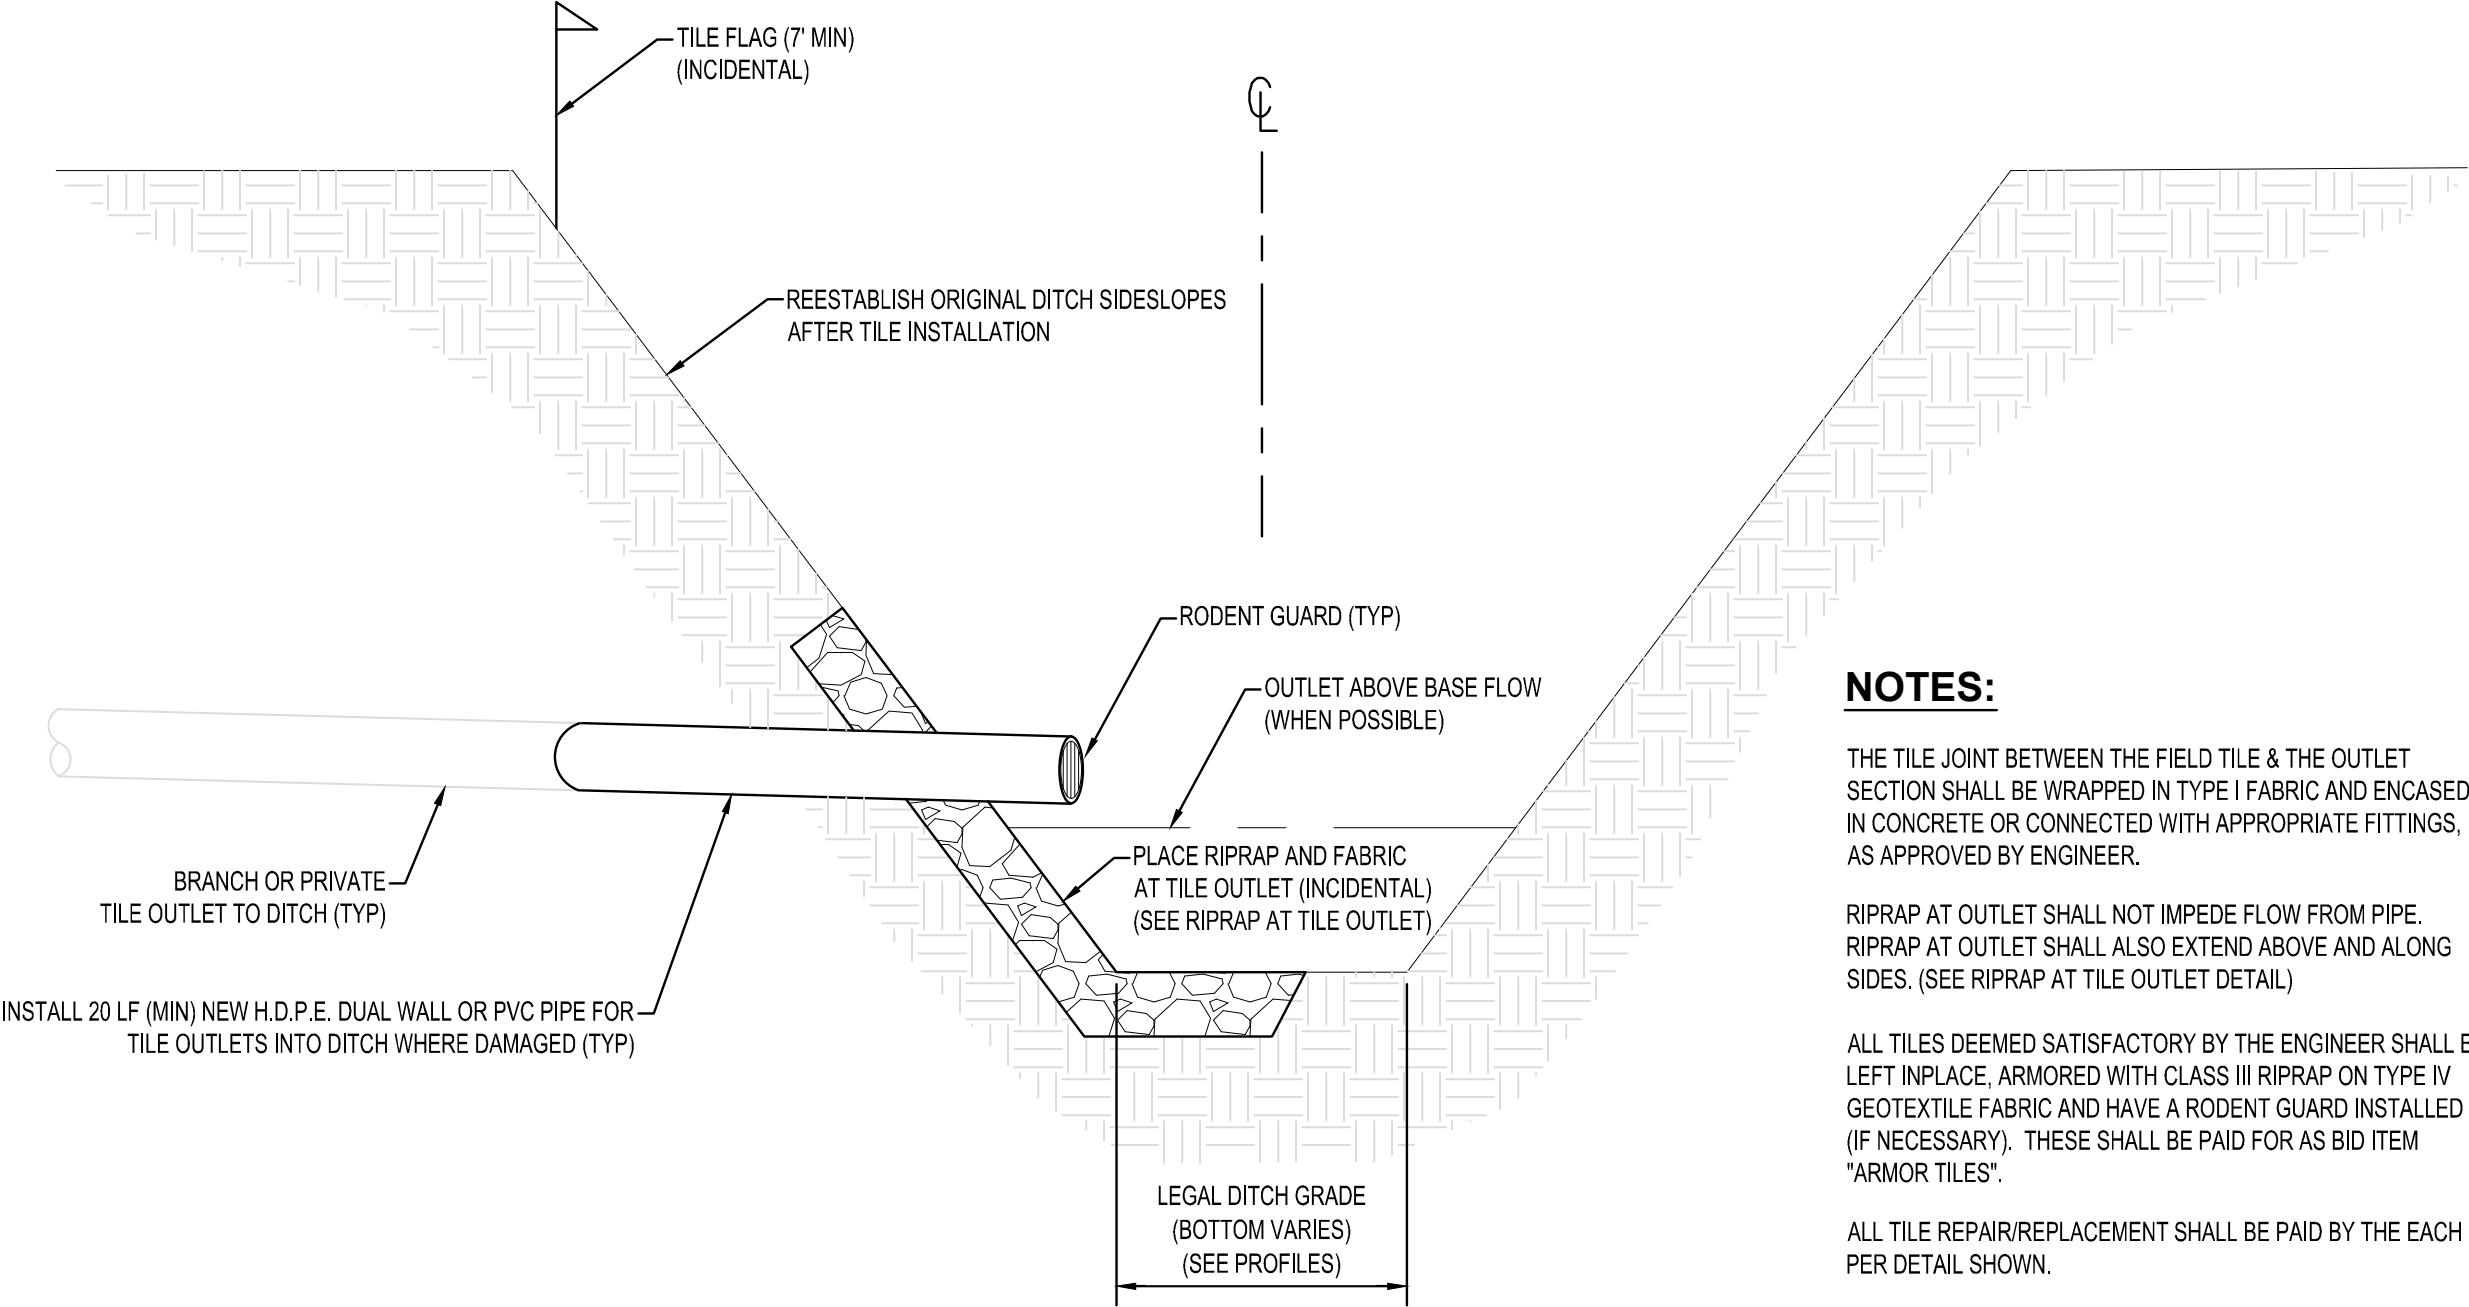 TILE FLAG (7' MIN)
(INCIDENTAL)
℄
REESTABLISH ORIGINAL DITCH SIDESLOPES
AFTER TILE INSTALLATION
RODENT GUARD (TYP)
OUTLET ABOVE BASE FLOW
(WHEN POSSIBLE)
PLACE RIPRAP AND FABRIC
AT TILE OUTLET (INCIDENTAL)
(SEE RIPRAP AT TILE OUTLET)
BRANCH OR PRIVATE
TILE OUTLET TO DITCH (TYP)
INSTALL 20 LF (MIN) NEW H.D.P.E. DUAL WALL OR PVC PIPE FOR
TILE OUTLETS INTO DITCH WHERE DAMAGED (TYP)
LEGAL DITCH GRADE
(BOTTOM VARIES)
(SEE PROFILES)
NOTES:
THE TILE JOINT BETWEEN THE FIELD TILE & THE OUTLET
SECTION SHALL BE WRAPPED IN TYPE I FABRIC AND ENCASED
IN CONCRETE OR CONNECTED WITH APPROPRIATE FITTINGS,
AS APPROVED BY ENGINEER.
RIPRAP AT OUTLET SHALL NOT IMPEDE FLOW FROM PIPE.
RIPRAP AT OUTLET SHALL ALSO EXTEND ABOVE AND ALONG
SIDES. (SEE RIPRAP AT TILE OUTLET DETAIL)
ALL TILES DEEMED SATISFACTORY BY THE ENGINEER SHALL B
LEFT INPLACE, ARMORED WITH CLASS III RIPRAP ON TYPE IV
GEOTEXTILE FABRIC AND HAVE A RODENT GUARD INSTALLED
(IF NECESSARY). THESE SHALL BE PAID FOR AS BID ITEM
"ARMOR TILES".
ALL TILE REPAIR/REPLACEMENT SHALL BE PAID BY THE EACH
PER DETAIL SHOWN.